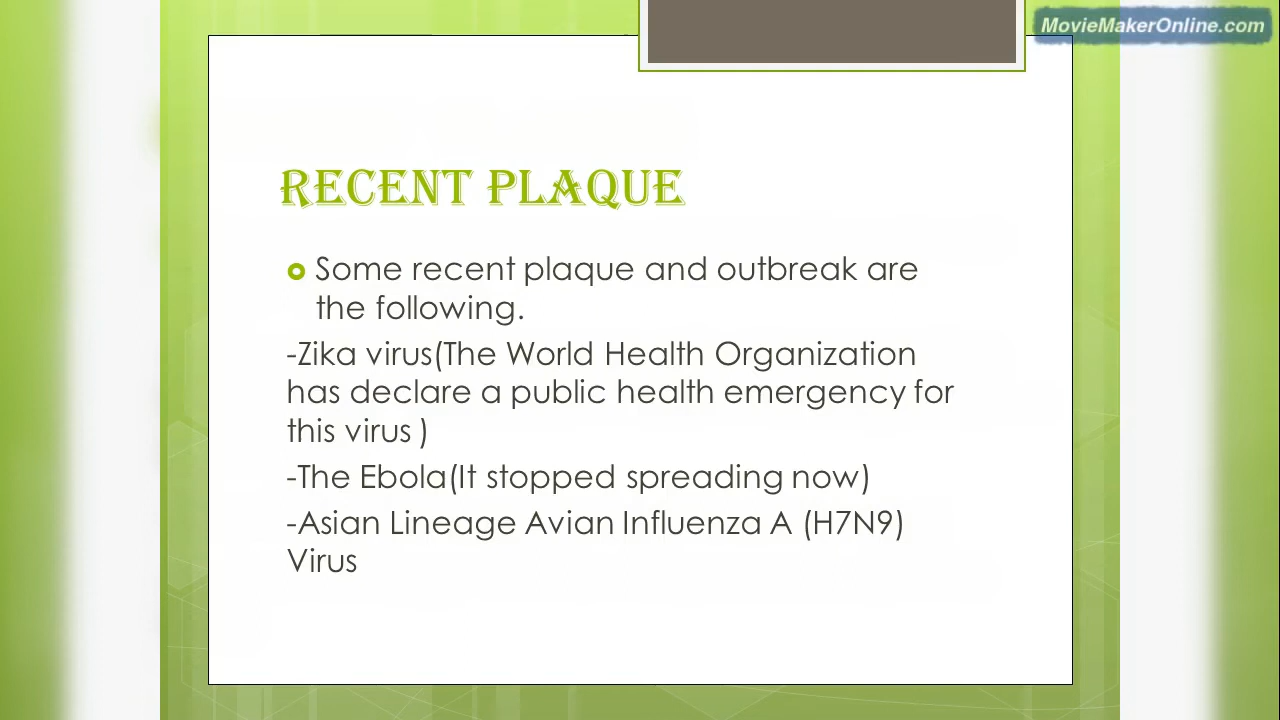 MovieMakerOnline.com
RECENT PLAQUE
Some recent plaque and outbreak are
the following.
-Zika virus(The World Health Organization
has declare a public health emergency for
this virus )
-The Ebola(It stopped spreading now)
-Asian Lineage Avian Influenza A (H7N9)
Virus